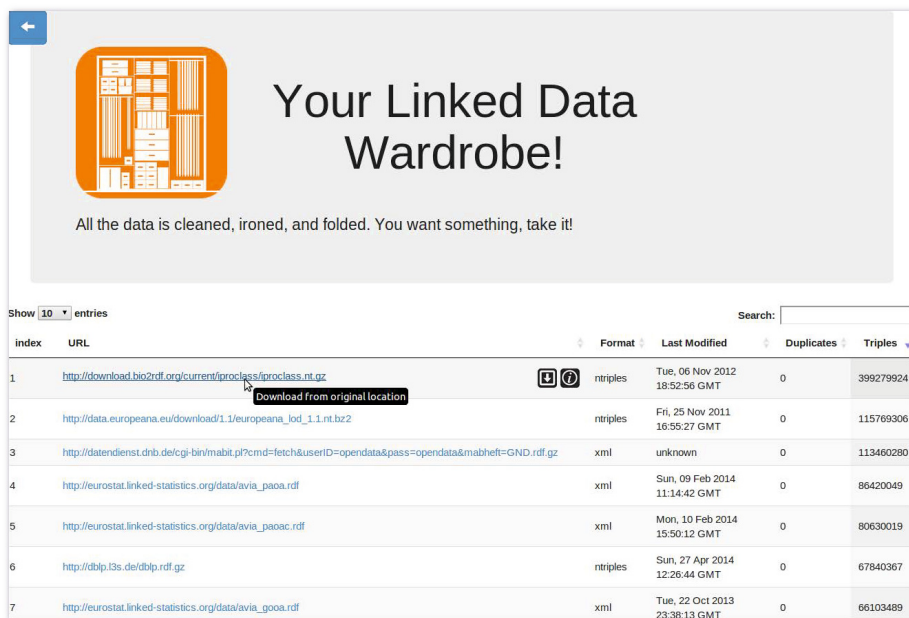 Your Linked Data
Wardrobe!
All the data is cleaned, ironed, and folded. You want something, take it!
Show 10 entries
Search:
index URL Format Last Modified Duplicates Triples
1 http://download.bio2rdf.org/current/iproclass/iproclass.nt.gz ntriples Tue, 06 Nov 2012 18:52:56 GMT 0 399279924
Download from original location
2 http://data.europeana.eu/download/1.1/europeana_lod_1.1.nt.bz2 ntriples Fri, 25 Nov 2011 16:55:27 GMT 0 115769306
3 http://datendienst.dnb.de/cgi-bin/mabit.pl?cmd=fetch&userID=opendata&pass=opendata&mabheft=GND.rdf.gz xml unknown 0 113460280
4 http://eurostat.linked-statistics.org/data/avia_paoa.rdf xml Sun, 09 Feb 2014 11:14:42 GMT 0 86420049
5 http://eurostat.linked-statistics.org/data/avia_paoac.rdf xml Mon, 10 Feb 2014 15:50:12 GMT 0 80630019
6 http://dblp.l3s.de/dblp.rdf.gz ntriples Sun, 27 Apr 2014 12:26:44 GMT 0 67840367
7 http://eurostat.linked-statistics.org/data/avia_gooa.rdf xml Tue, 22 Oct 2013 23:38:13 GMT 0 66103489